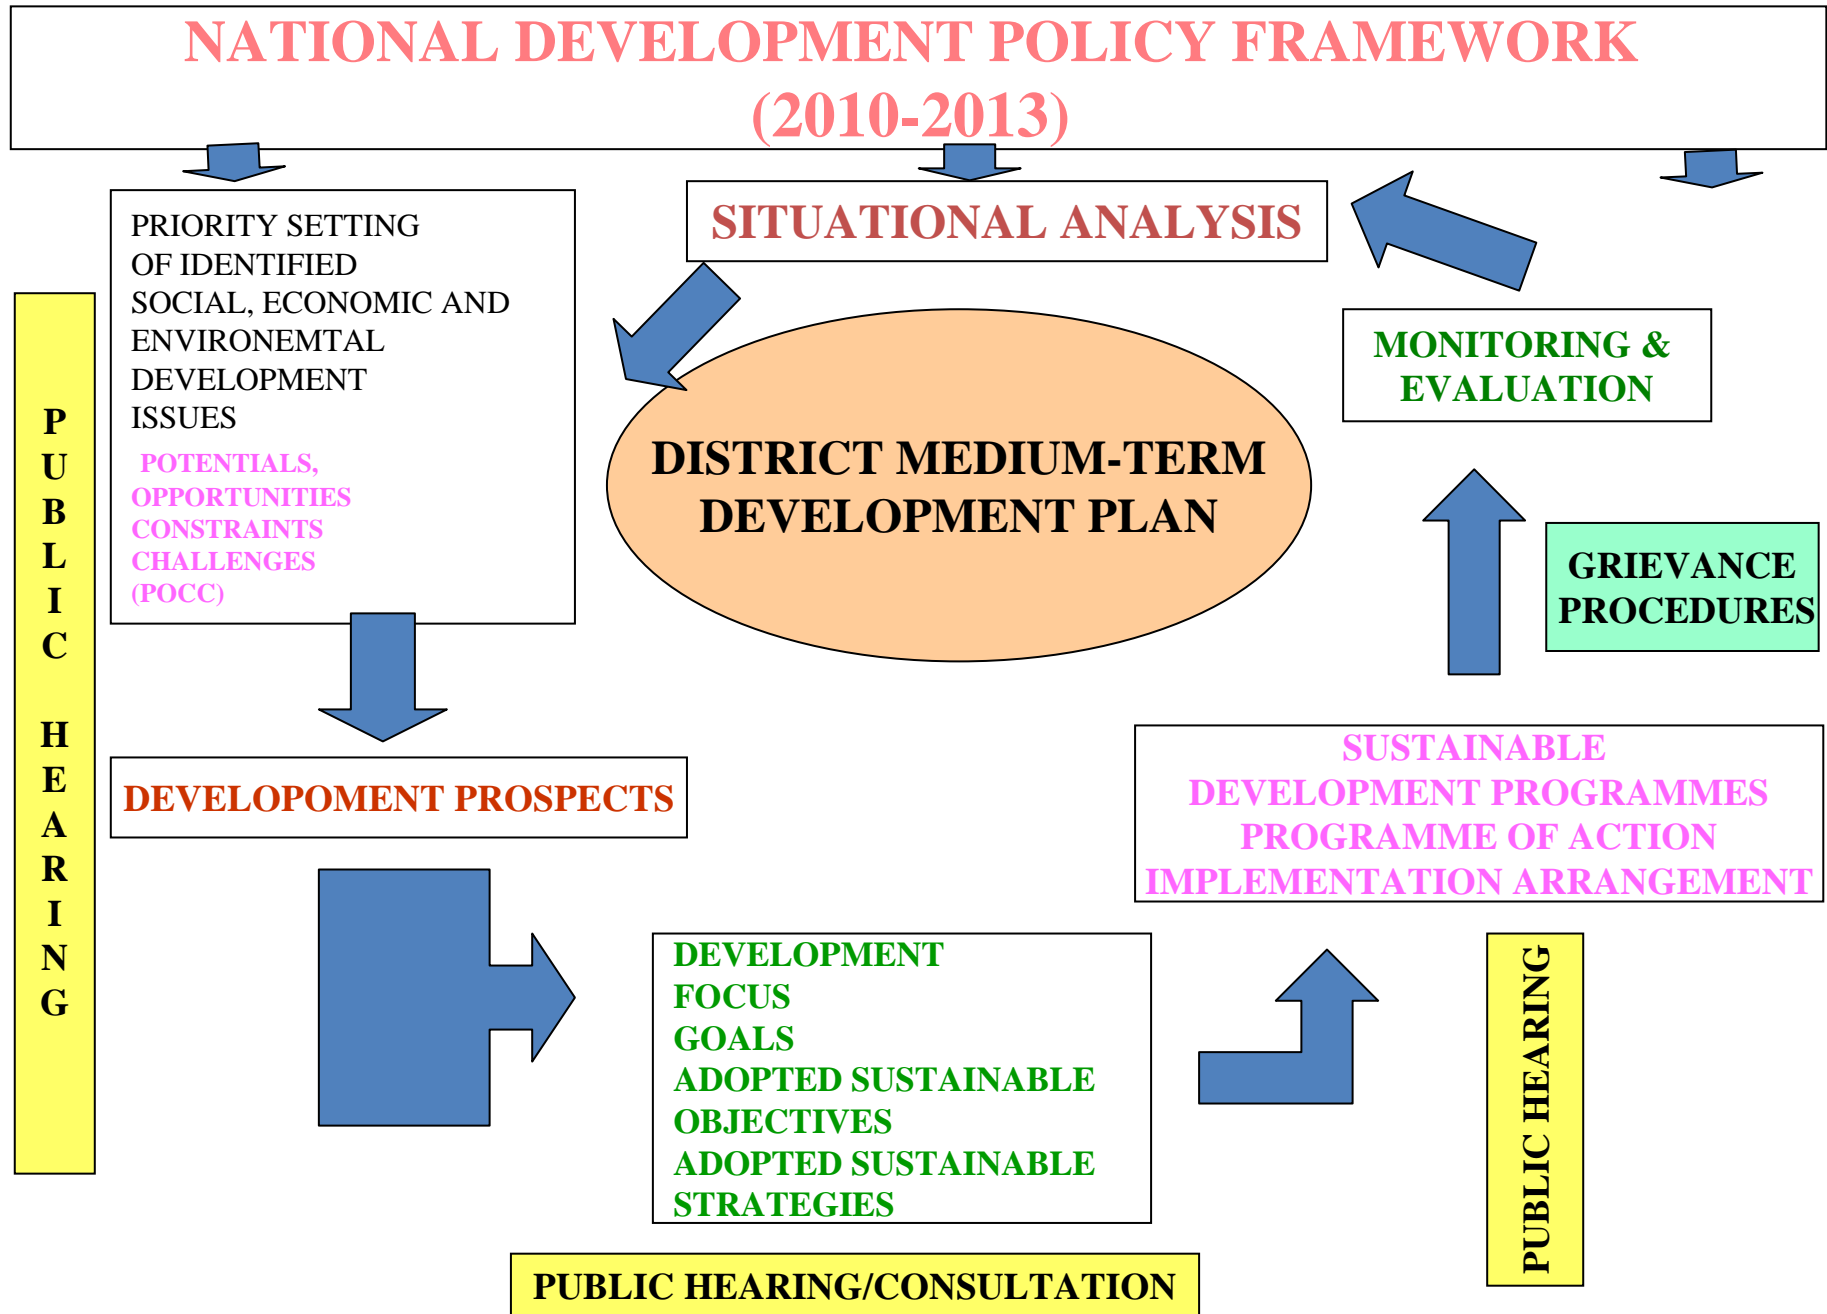 NATIONAL DEVELOPMENT POLICY FRAMEWORK
(2010-2013)
PRIORITY SETTING
OF IDENTIFIED
SOCIAL, ECONOMIC AND
ENVIRONEMTAL
DEVELOPMENT
ISSUES
POTENTIALS,
OPPORTUNITIES
CONSTRAINTS
CHALLENGES
(POCC)
SITUATIONAL ANALYSIS
MONITORING &
EVALUATION
DISTRICT MEDIUM-TERM
DEVELOPMENT PLAN
GRIEVANCE
PROCEDURES
PUBLIC HEARING
DEVELOPOMENT PROSPECTS
SUSTAINABLE
DEVELOPMENT PROGRAMMES
PROGRAMME OF ACTION
IMPLEMENTATION ARRANGEMENT
DEVELOPMENT
FOCUS
GOALS
ADOPTED SUSTAINABLE
OBJECTIVES
ADOPTED SUSTAINABLE
STRATEGIES
PUBLIC HEARING
PUBLIC HEARING/CONSULTATION